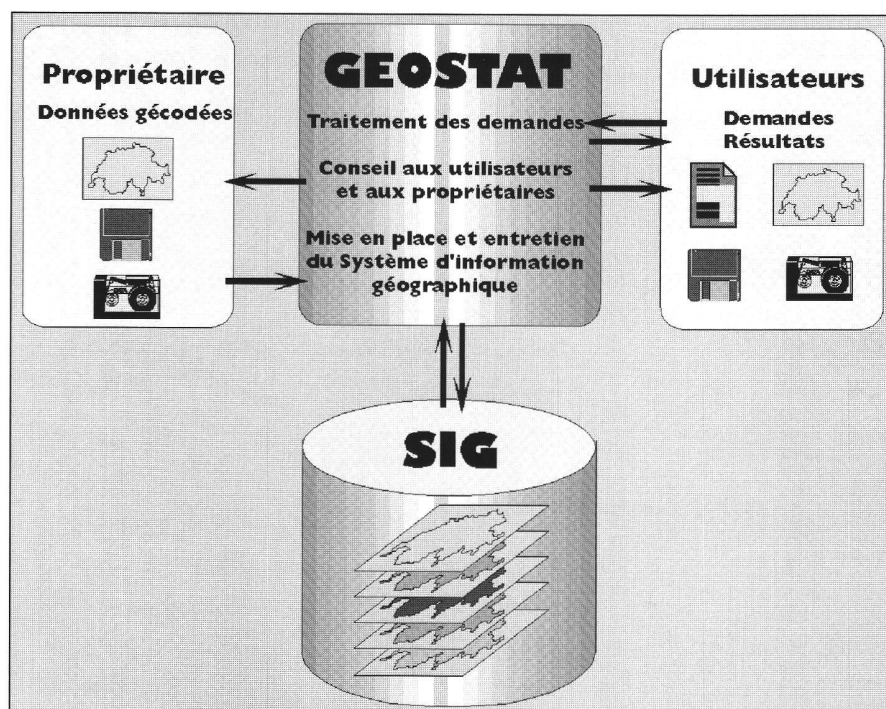 Propriétaire
Données gécodées
GEOSTAT
Traitement des demandes
Conseil aux utilisateurs
et aux propriétaires
Mise en place et entretien
du Système d'information
géographique
Utilisateurs
Demandes
Résultats
SIG